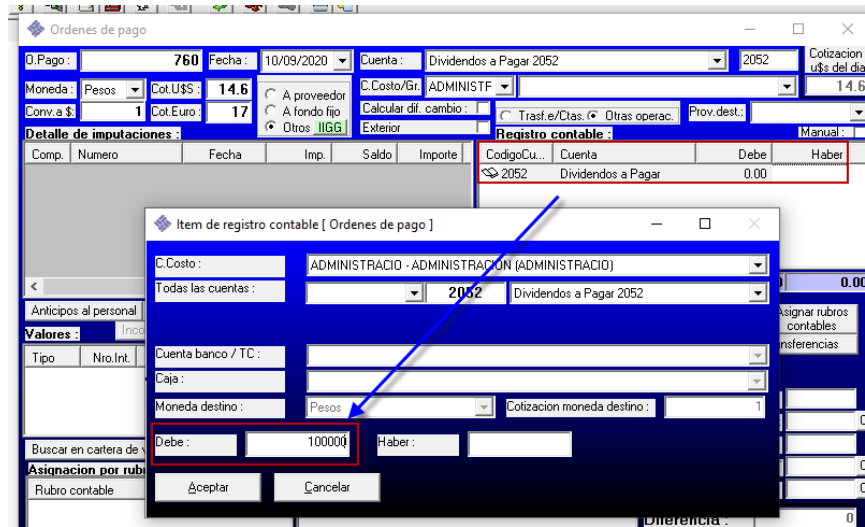 Ordenes de pago
O.Pago : 760 Fecha : 10/09/2020 Cuenta : Dividendos a Pagar 2052 2052 Cotizacion u$s del dia
Moneda : Pesos Cot.U$S : 14.6 A proveedor C.Costo/Gr. ADMINISTF 14.6
Conv.a $: 1 Cot.Euro : 17 A fondo fijo Calcular dif. cambio : Trasf.e/Ctas. Otras operac. Prov.dest.:
Otros IIGG Exterior
Detalle de imputaciones : Registro contable : Manual :
Comp. Numero Fecha Imp. Saldo Importe CodigoCu... Cuenta Debe Haber
2052 Dividendos a Pagar 0.00
Item de registro contable [ Ordenes de pago ]
C.Costo : ADMINISTRACIO - ADMINISTRACION (ADMINISTRACIO)
Todas las cuentas : 2052 Dividendos a Pagar 2052
Cuenta banco / TC :
Caja :
Moneda destino : Pesos Cotizacion moneda destino : 1
Debe : 100000 Haber :
Aceptar Cancelar
0.00
Anticipos al personal
Asignar rubros contables
Valores :
Tipo Nro.Int.
Buscar en cartera de
Asignacion por
Rubro contable
Diferencia : 0